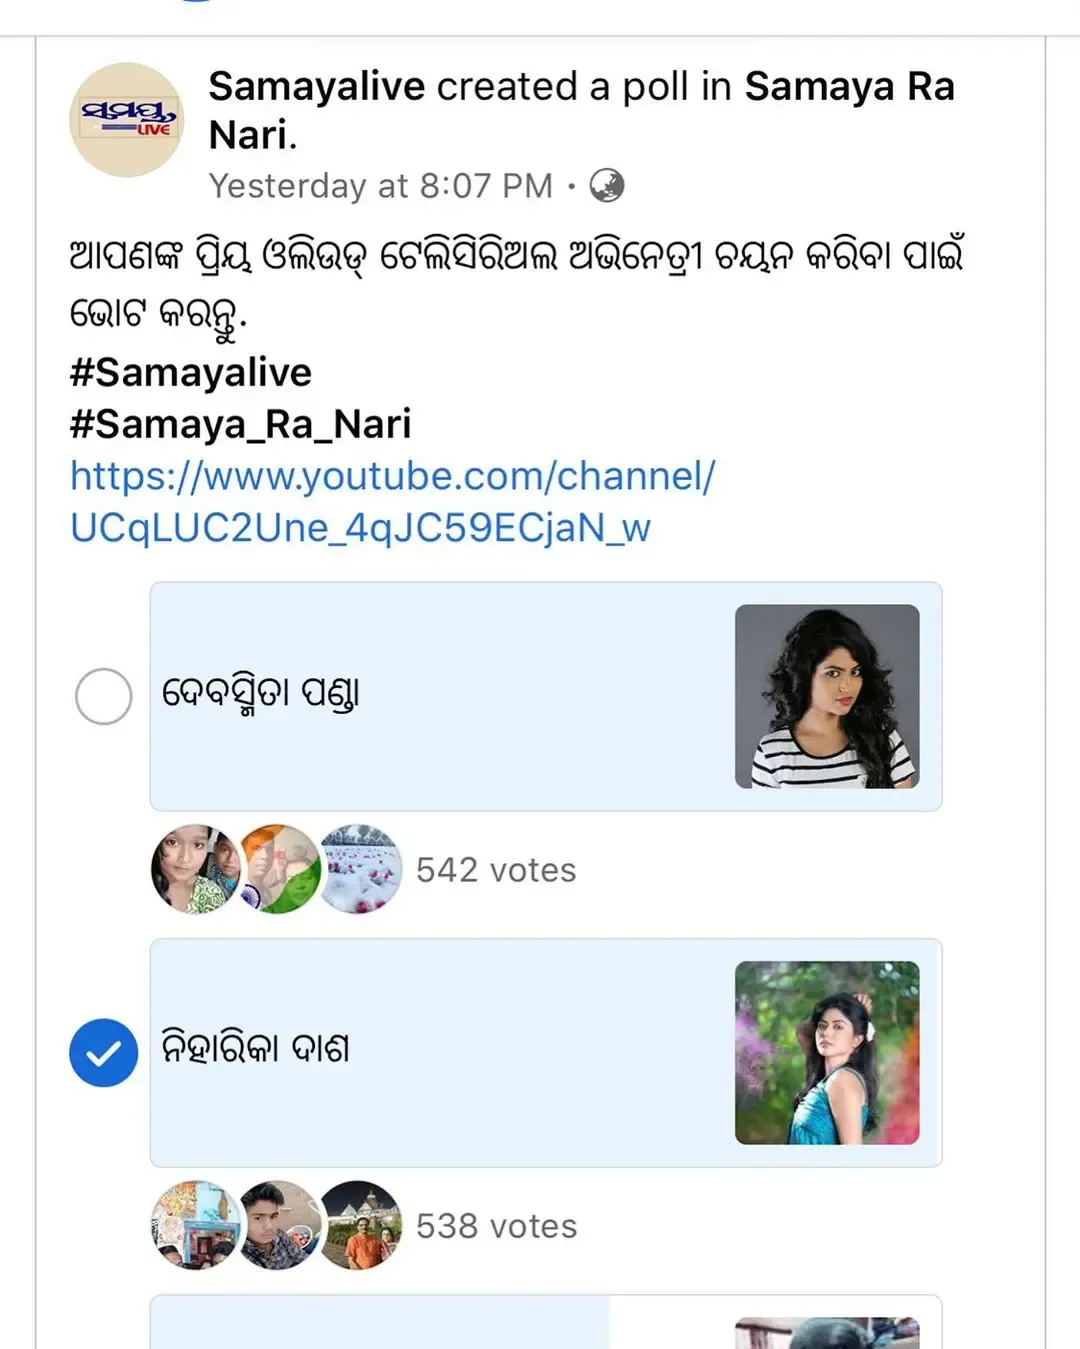 ସମୟ
LIVE
Samayalive created a poll in Samaya Ra
Nari.
Yesterday at 8:07 PM ·
ଆପଣଙ୍କ ପ୍ରିୟ ଓଲିଉଡ୍ ଟେଲିସିରିଅଲ ଅଭିନେତ୍ରୀ ଚୟନ କରିବା ପାଇଁ
ଭୋଟ କରନ୍ତୁ.
#Samayalive
#Samaya_Ra_Nari
https://www.youtube.com/channel/
UCqLUC2Une_4qJC59ECjaN_w
ଦେବସ୍ମିତା ପଣ୍ଡା
542 votes
ନିହାରିକା ଦାଶ
538 votes